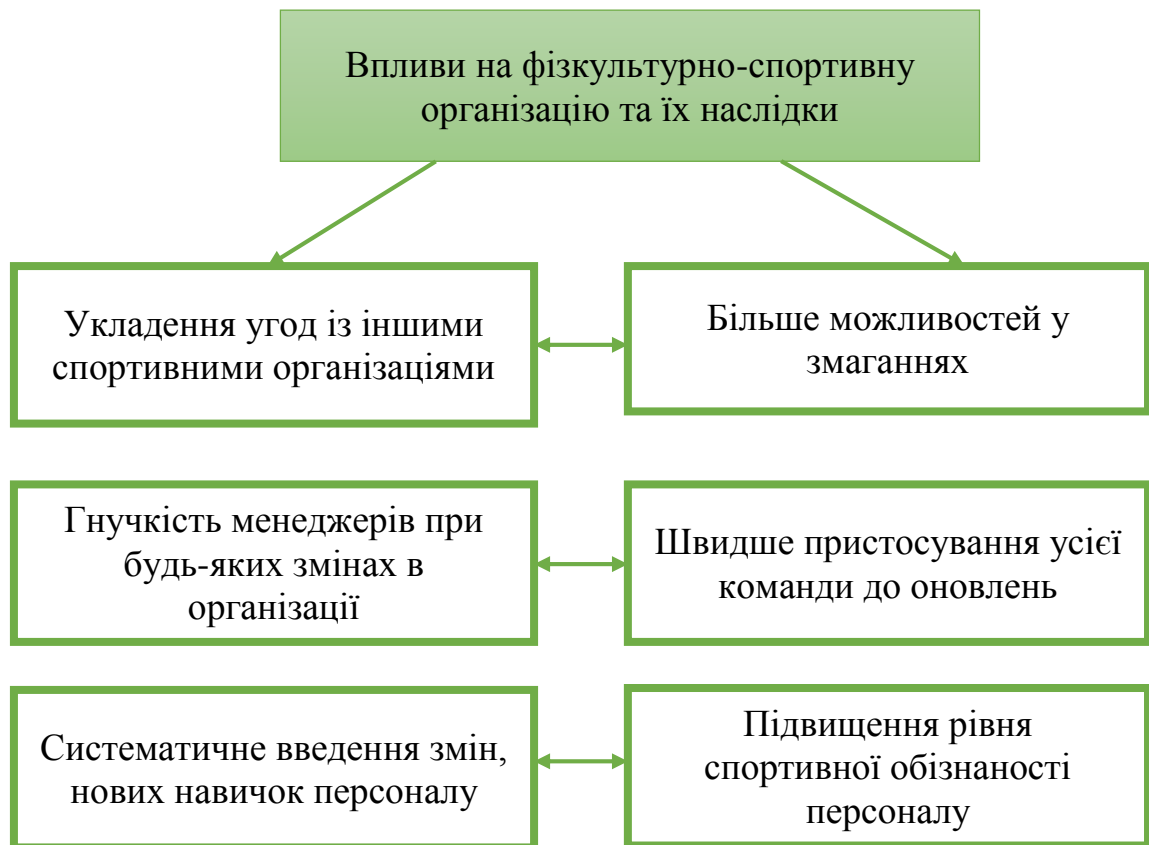 Впливи на фізкультурно-спортивну
організацію та їх наслідки
Укладення угод із іншими
спортивними організаціями
Більше можливостей у
змаганнях
Гнучкість менеджерів при
будь-яких змінах в
організації
Швидше пристосування усієї
команди до оновлень
Систематичне введення змін,
нових навичок персоналу
Підвищення рівня
спортивної обізнаності
персоналу